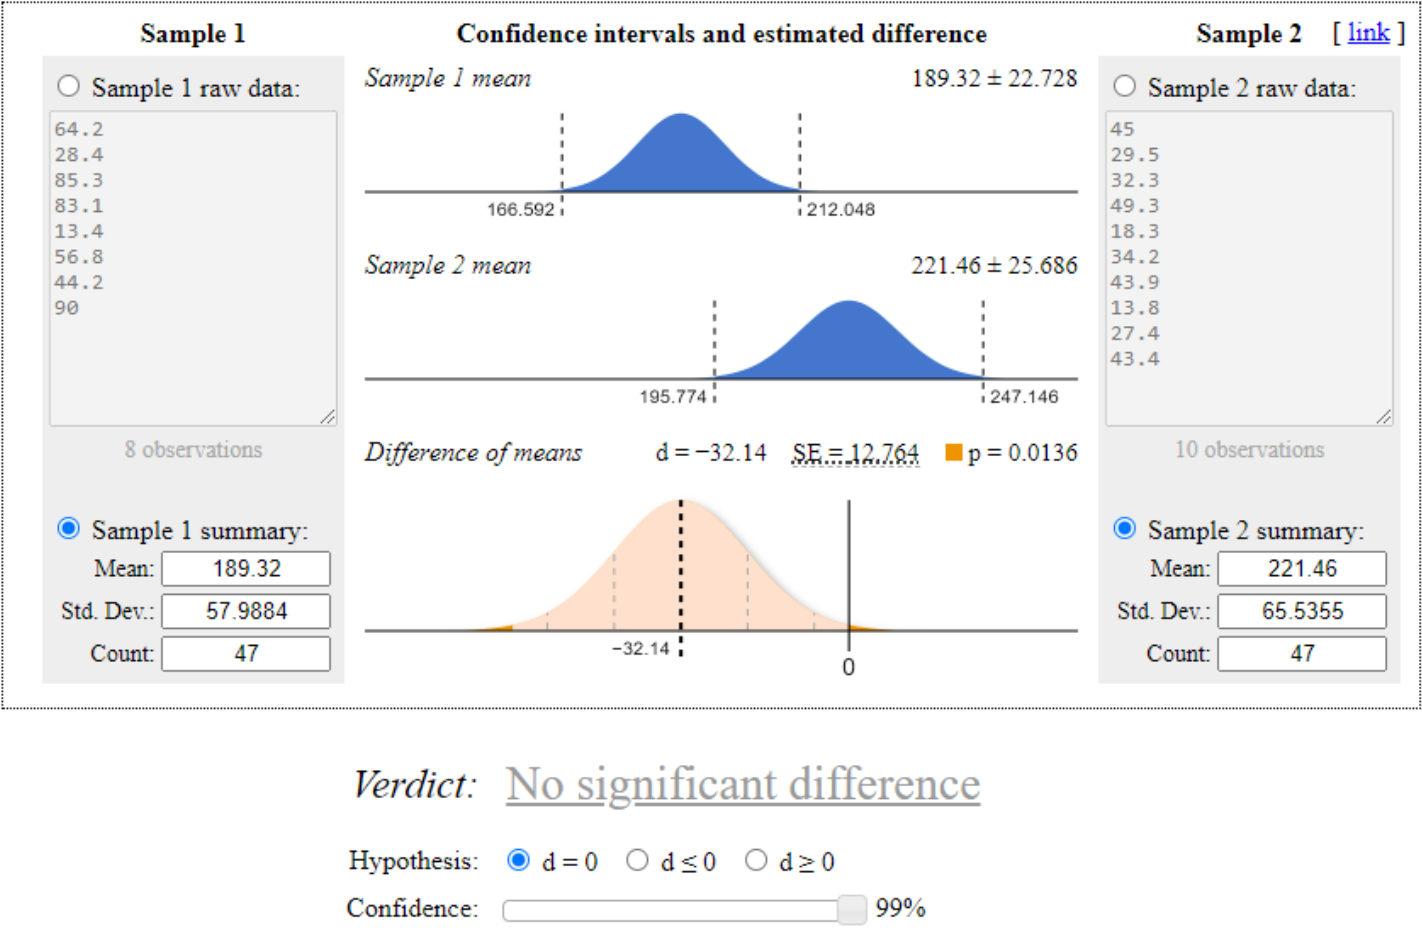 Sample 1
Confidence intervals and estimated difference
Sample 2 [ link ]
Sample 1 raw data:
64.2
28.4
85.3
83.1
13.4
56.8
44.2
90
8 observations
Sample 1 summary:
Mean: 189.32
Std. Dev.: 57.9884
Count: 47
Sample 1 mean 189.32 ± 22.728
166.592 212.048
Sample 2 mean 221.46 ± 25.686
195.774 247.146
Difference of means d = −32.14 SE = 12.764 p = 0.0136
−32.14
0
Sample 2 raw data:
45
29.5
32.3
49.3
18.3
34.2
43.9
13.8
27.4
43.4
10 observations
Sample 2 summary:
Mean: 221.46
Std. Dev.: 65.5355
Count: 47
Verdict: No significant difference
Hypothesis: d = 0 d ≤ 0 d ≥ 0
Confidence: 99%